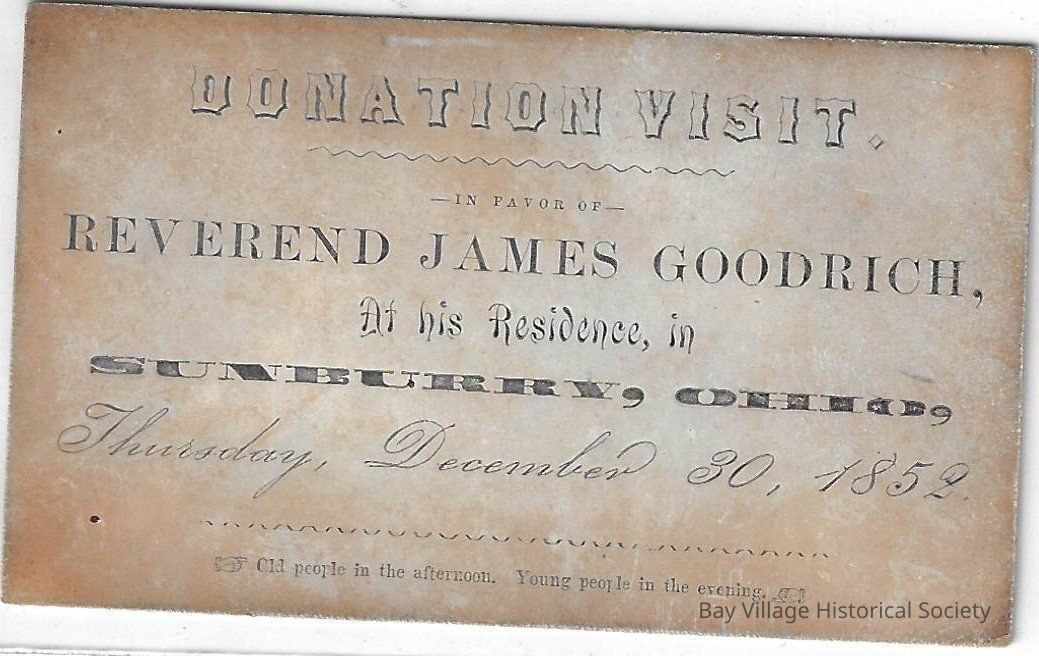 DONATION VISIT.
—IN FAVOR OF—
REVEREND JAMES GOODRICH,
At his Residence, in
SUNBURRY, OHIO,
Thursday, December 30, 1852.
☞ Old people in the afternoon. Young people in the evening. ☜
Bay Village Historical Society